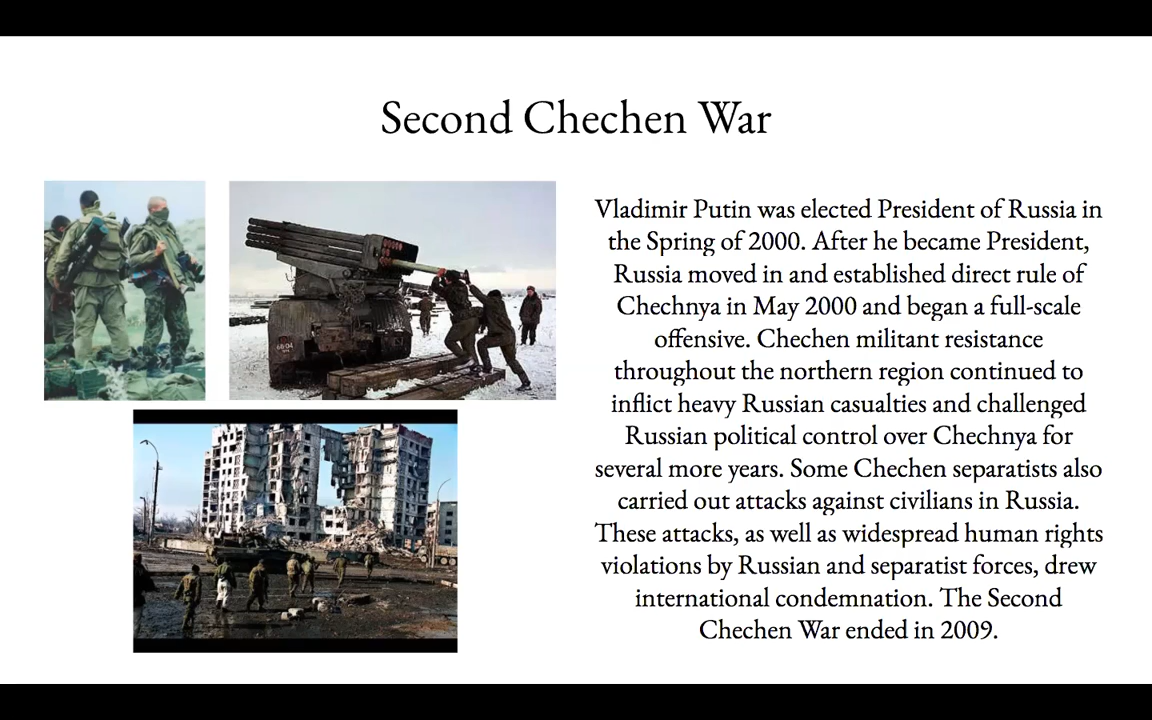 Second Chechen War
Vladimir Putin was elected President of Russia in
the Spring of 2000. After he became President,
Russia moved in and established direct rule of
Chechnya in May 2000 and began a full-scale
offensive. Chechen militant resistance
throughout the northern region continued to
inflict heavy Russian casualties and challenged
Russian political control over Chechnya for
several more years. Some Chechen separatists also
carried out attacks against civilians in Russia.
These attacks, as well as widespread human rights
violations by Russian and separatist forces, drew
international condemnation. The Second
Chechen War ended in 2009.